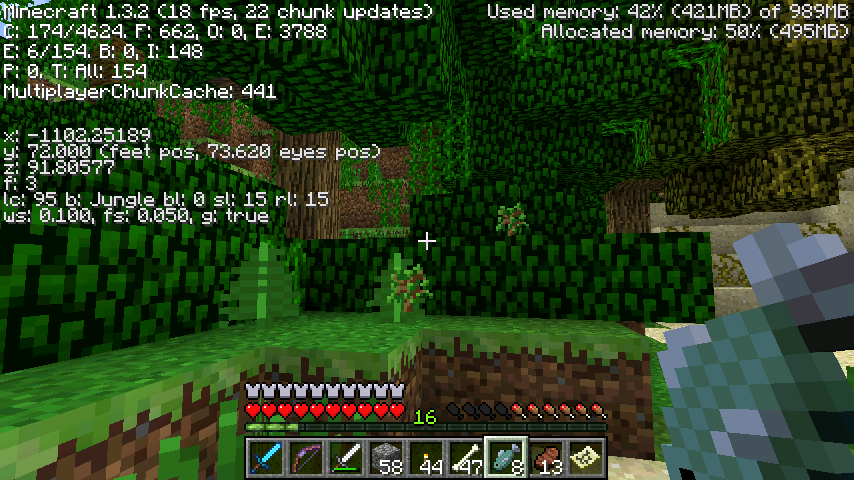 Minecraft 1.3.2 (18 fps, 22 chunk updates)
C: 174/4624, F: 662, O: 0, E: 3788
E: 6/154, B: 0, I: 148
P: 0, T: All: 154
MultiplayerChunkCache: 441
Used memory: 42% (421MB) of 989MB
Allocated memory: 50% (495MB)
x: -1102.25189
y: 72.000 (feet pos, 73.620 eyes pos)
z: 91.80577
f: 3
lc: 95 b: Jungle bl: 0 sl: 15 rl: 15
ws: 0.100, fs: 0.050, g: true
16
58 44 47 8 13